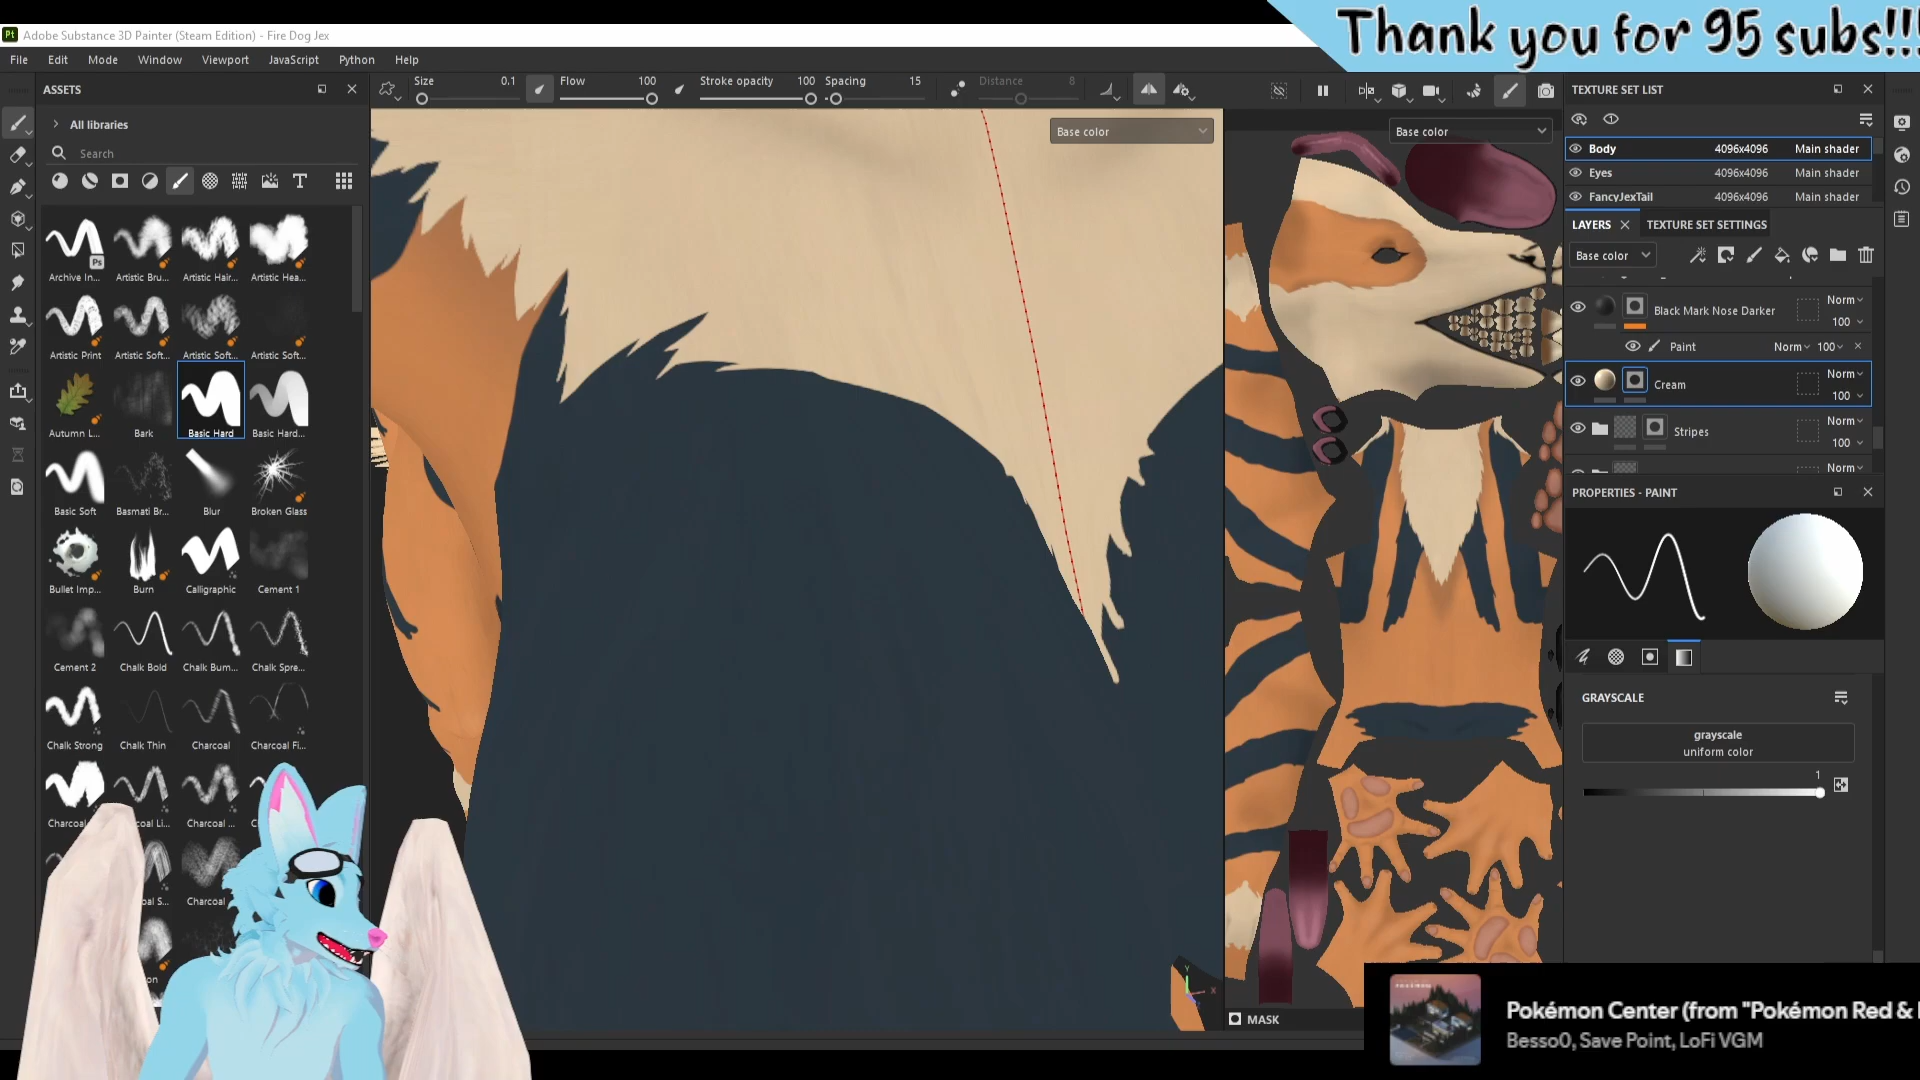 Thank you for 95 subs!!!
Adobe Substance 3D Painter (Steam Edition) - Fire Dog Jex
File Edit Mode Window Viewport JavaScript Python Help
Size 0.1 Flow 100 Stroke opacity 100 Spacing 15 Distance 8
ASSETS
All libraries
Search
Archive In... Artistic Bru... Artistic Hair... Artistic Hea...
Artistic Print Artistic Soft... Artistic Soft... Artistic Soft...
Autumn L... Bark Basic Hard Basic Hard...
Basic Soft Basmati Br... Blur Broken Glass
Bullet Imp... Burn Calligraphic Cement 1
Cement 2 Chalk Bold Chalk Bum... Chalk Spre...
Chalk Strong Chalk Thin Charcoal Charcoal Fi...
Base color
Base color
MASK
TEXTURE SET LIST
Body 4096x4096 Main shader
Eyes 4096x4096 Main shader
FancyJexTail 4096x4096 Main shader
LAYERS TEXTURE SET SETTINGS
Base color
Black Mark Nose Darker Norm 100
Paint Norm 100
Cream Norm 100
Stripes Norm 100
Norm
PROPERTIES - PAINT
GRAYSCALE
grayscale
uniform color
1
Pokémon Center (from "Pokémon Red &
Besso0, Save Point, LoFi VGM